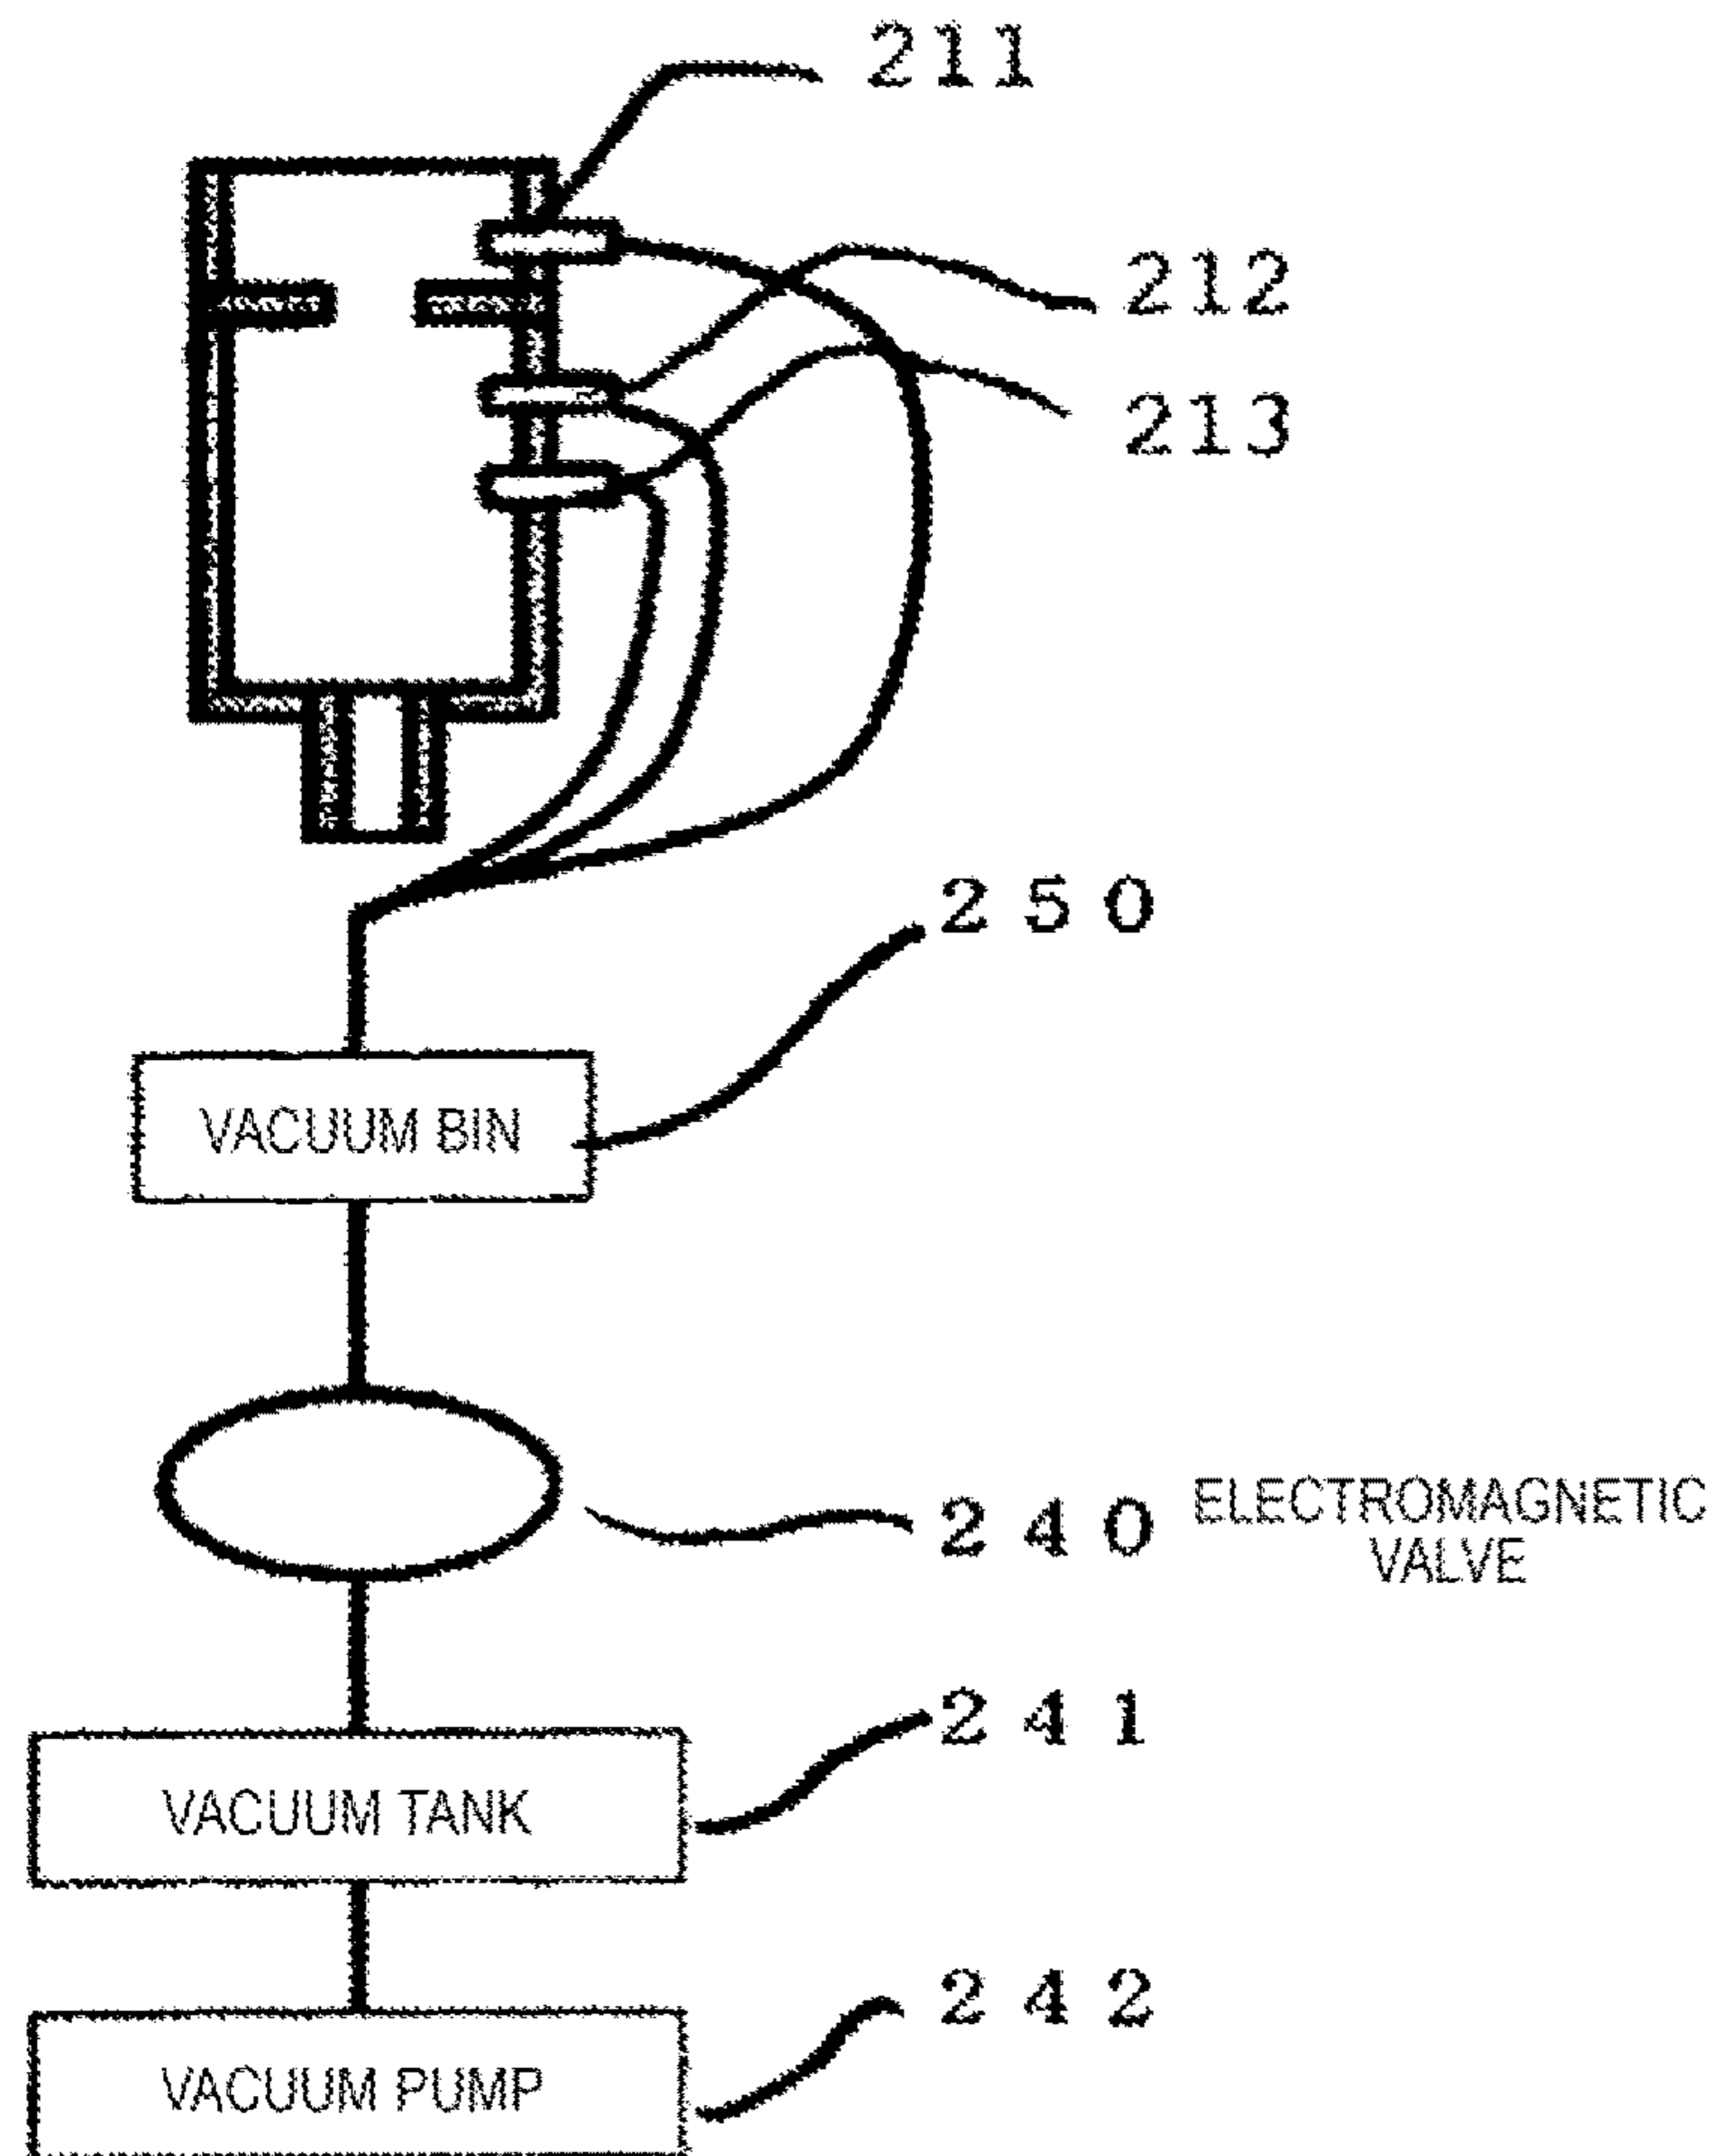 211
212
213
250
VACUUM BIN
240 ELECTROMAGNETIC
VALVE
241
VACUUM TANK
242
VACUUM PUMP